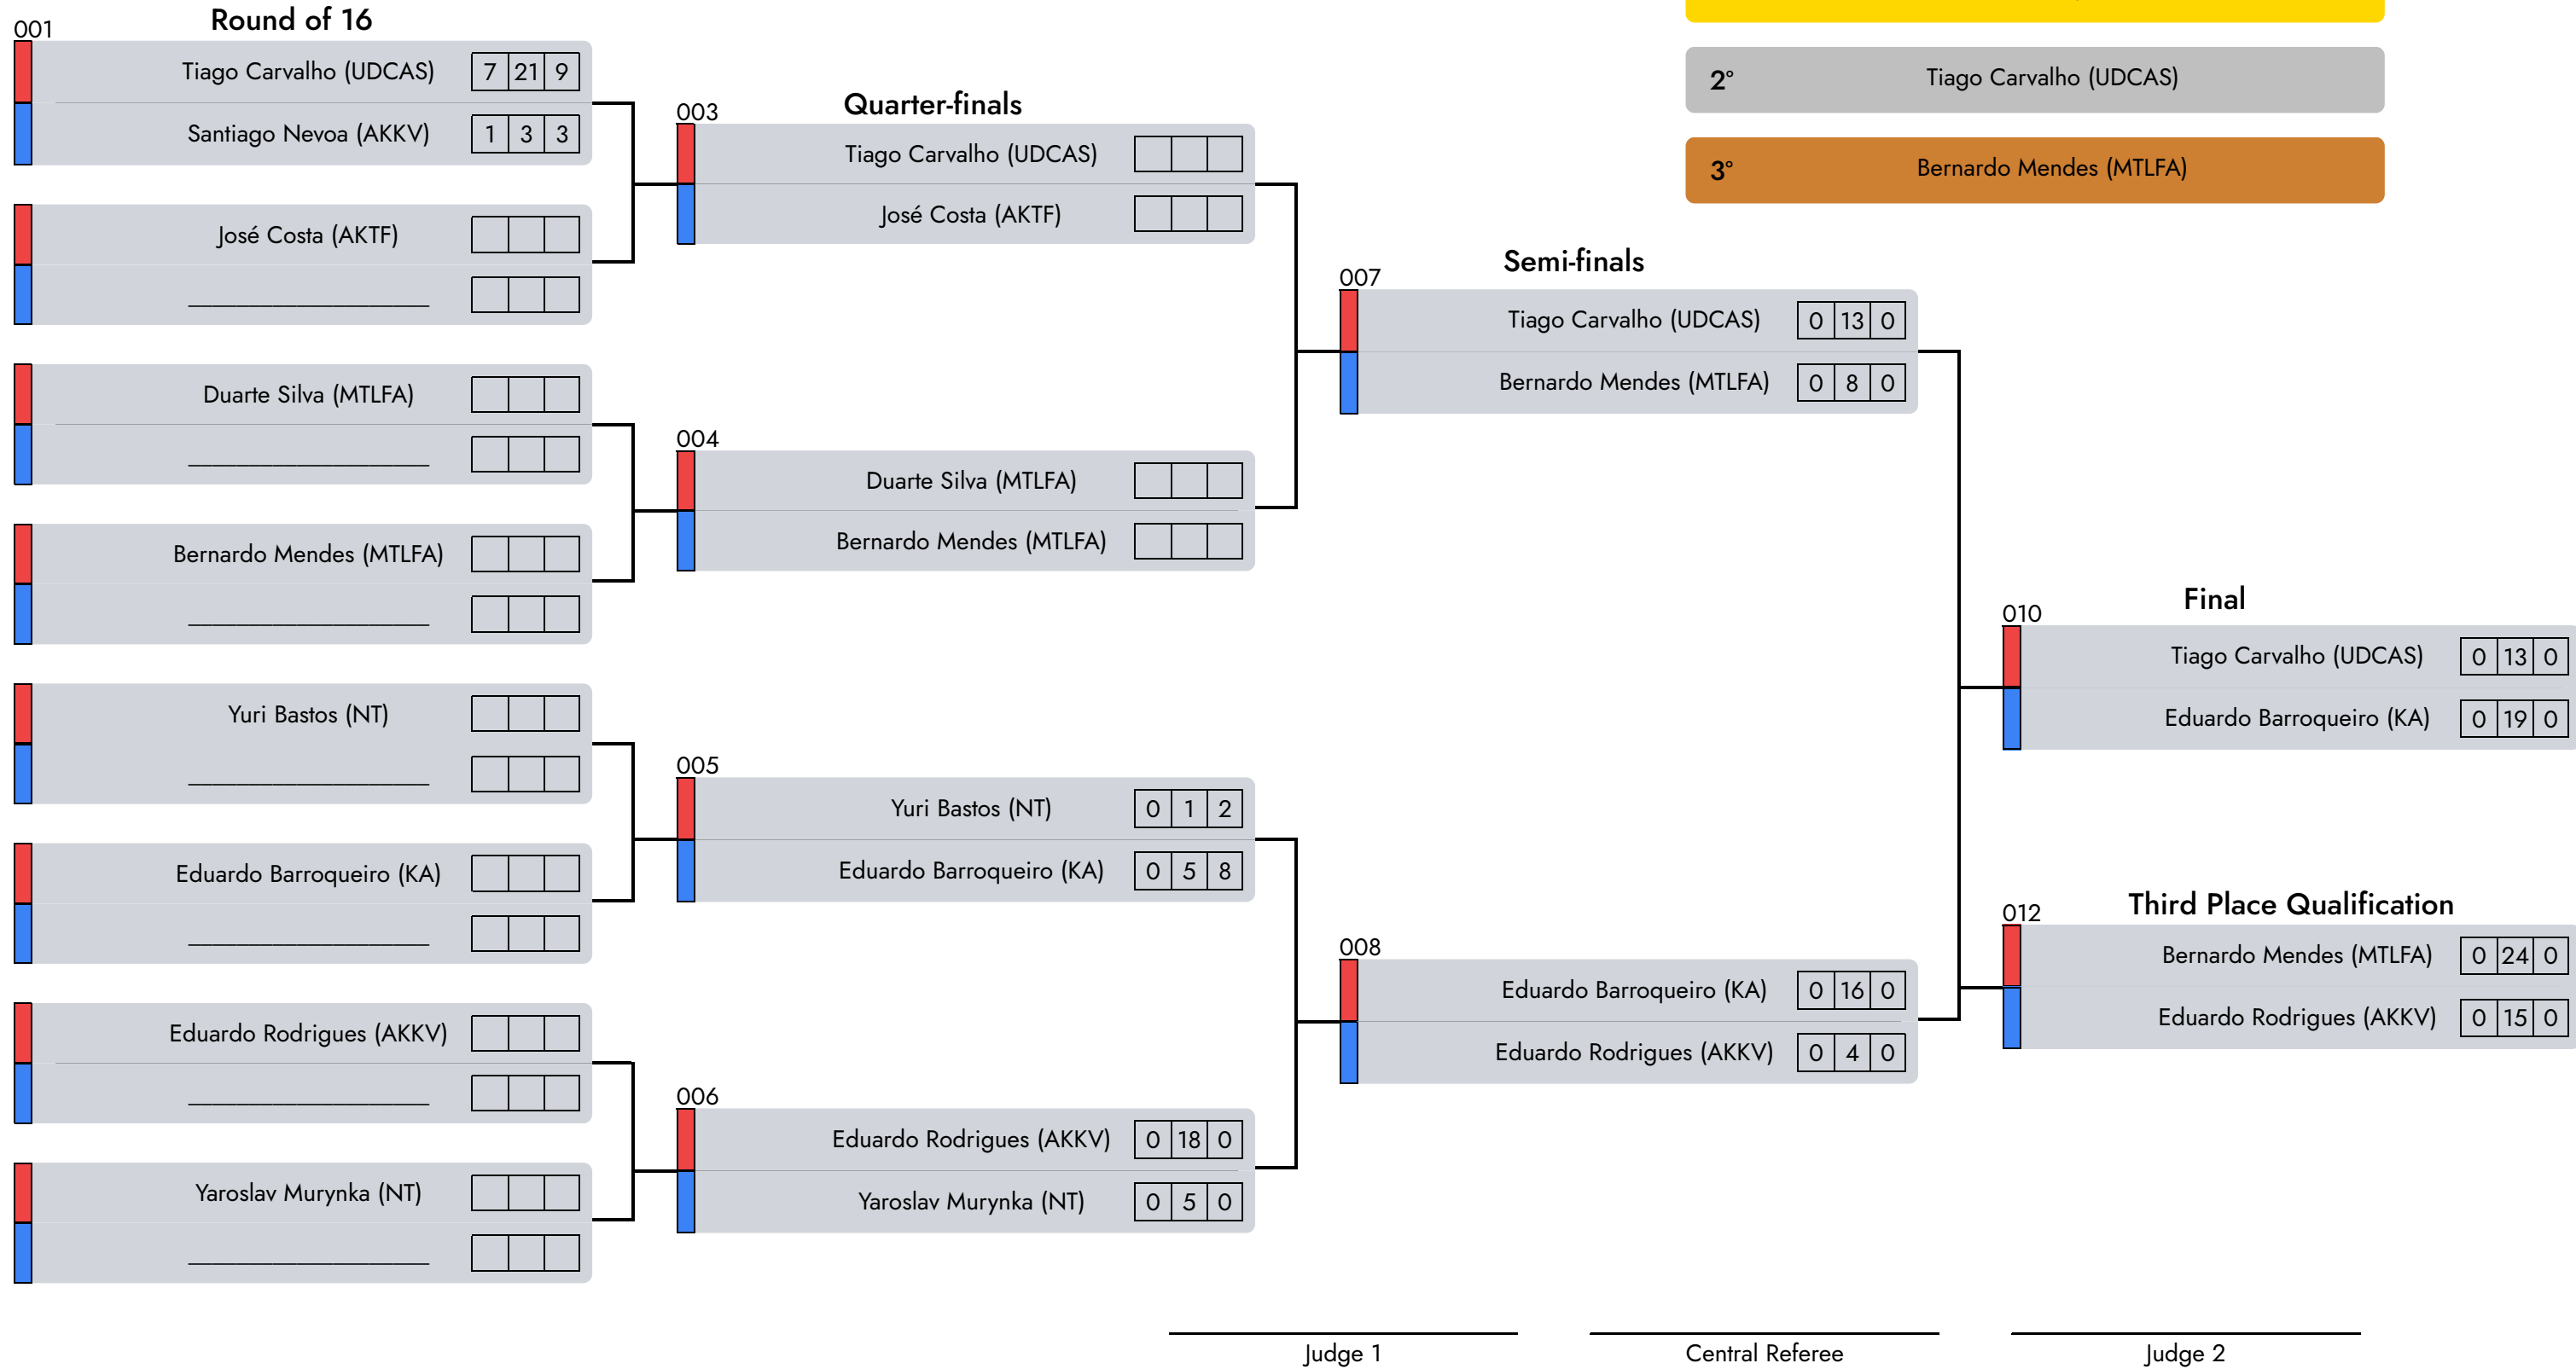 Round of 16
001
Tiago Carvalho (UDCAS) 7 21 9
Santiago Nevoa (AKKV) 1 3 3
José Costa (AKTF)
Duarte Silva (MTLFA)
Bernardo Mendes (MTLFA)
Yuri Bastos (NT)
Eduardo Barroqueiro (KA)
Eduardo Rodrigues (AKKV)
Yaroslav Murynka (NT)
Quarter-finals
003
Tiago Carvalho (UDCAS)
José Costa (AKTF)
004
Duarte Silva (MTLFA)
Bernardo Mendes (MTLFA)
005
Yuri Bastos (NT) 0 1 2
Eduardo Barroqueiro (KA) 0 5 8
006
Eduardo Rodrigues (AKKV) 0 18 0
Yaroslav Murynka (NT) 0 5 0
2° Tiago Carvalho (UDCAS)
3° Bernardo Mendes (MTLFA)
Semi-finals
007
Tiago Carvalho (UDCAS) 0 13 0
Bernardo Mendes (MTLFA) 0 8 0
008
Eduardo Barroqueiro (KA) 0 16 0
Eduardo Rodrigues (AKKV) 0 4 0
Final
010
Tiago Carvalho (UDCAS) 0 13 0
Eduardo Barroqueiro (KA) 0 19 0
Third Place Qualification
012
Bernardo Mendes (MTLFA) 0 24 0
Eduardo Rodrigues (AKKV) 0 15 0
Judge 1
Central Referee
Judge 2